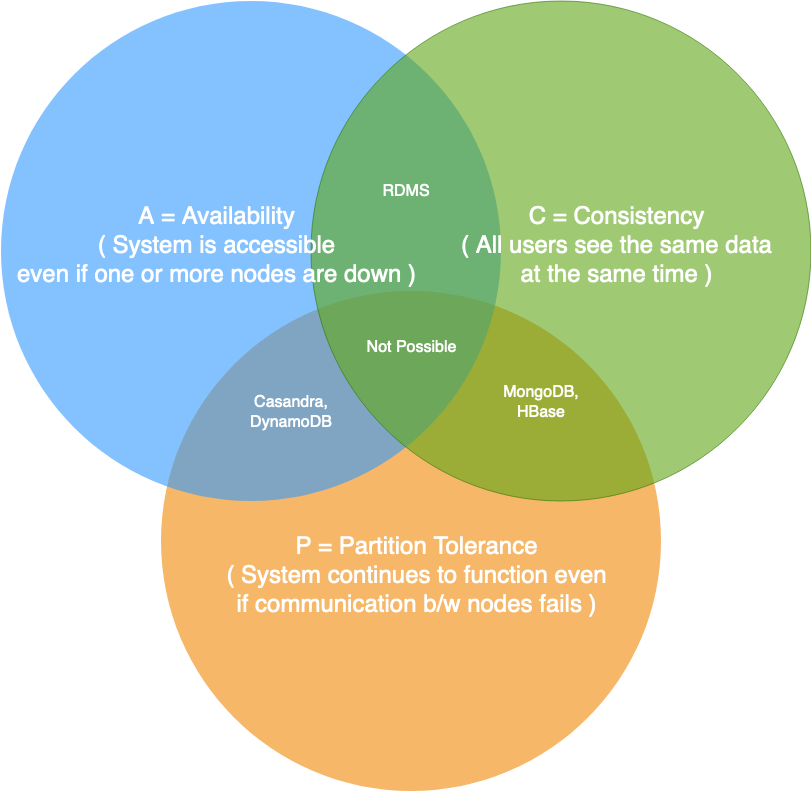 RDMS
A = Availability
( System is accessible
even if one or more nodes are down )
C = Consistency
( All users see the same data
at the same time )
Not Possible
Casandra,
DynamoDB
MongoDB,
HBase
P = Partition Tolerance
( System continues to function even
if communication b/w nodes fails )